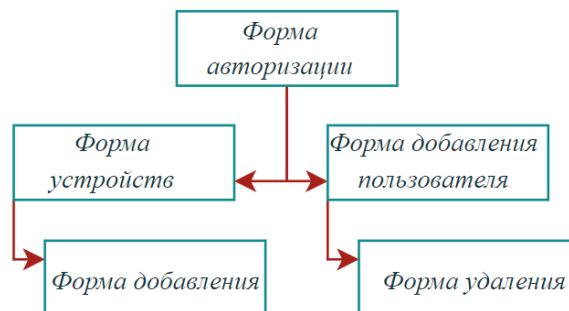 Форма
авторизации
Форма
устройств
Форма добавления
пользователя
Форма добавления
Форма удаления